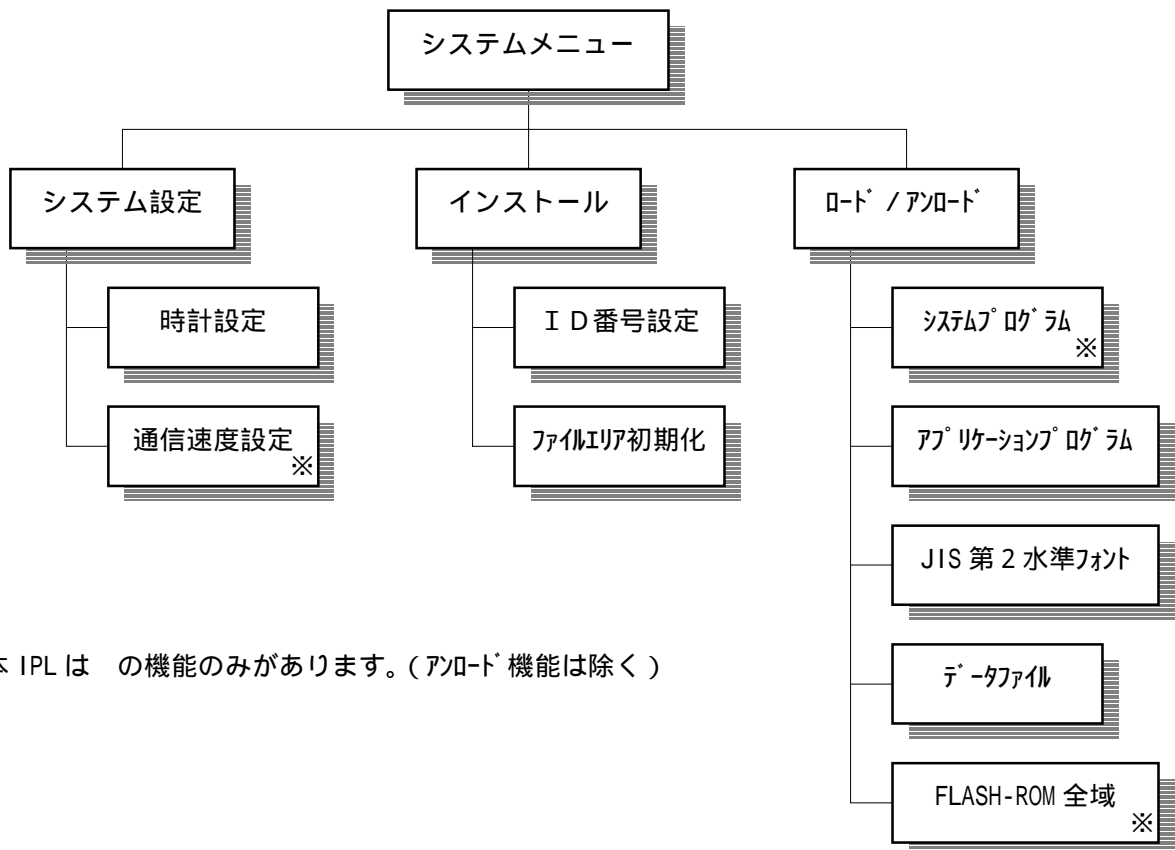 システムメニュー
システム設定
インストール
ﾛｰﾄﾞ / ｱﾝﾛｰﾄﾞ
時計設定
ＩＤ番号設定
ｼｽﾃﾑﾌﾟﾛｸﾞﾗﾑ
※
通信速度設定
※
ﾌｧｲﾙｴﾘｱ初期化
ｱﾌﾟﾘｹｰｼｮﾝﾌﾟﾛｸﾞﾗﾑ
JIS 第２水準ﾌｫﾝﾄ
本 IPL は　の機能のみがあります。( ｱﾝﾛｰﾄﾞ機能は除く )
ﾃﾞｰﾀﾌｧｲﾙ
FLASH-ROM 全域
※